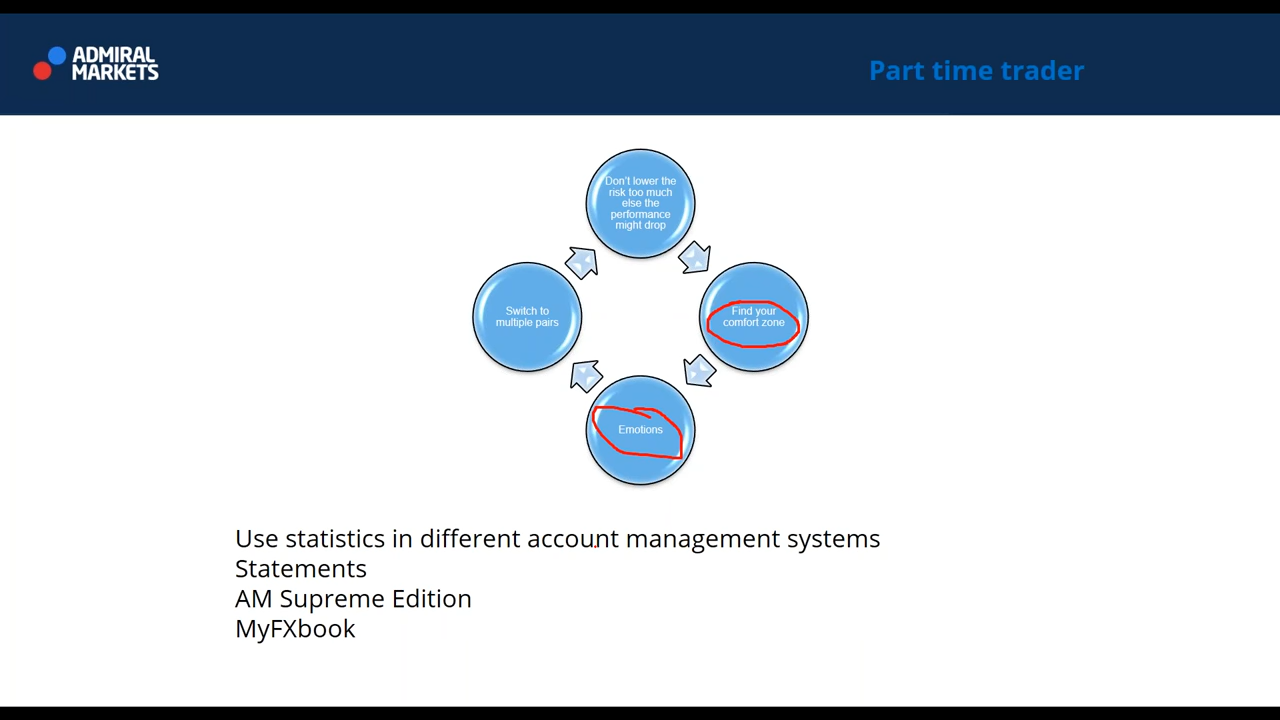 ADMIRAL
MARKETS
Part time trader
Don't lower the
risk too much
else the
performance
might drop
Switch to
multiple pairs
Find your
comfort zone
Emotions
Use statistics in different account management systems
Statements
AM Supreme Edition
MyFXbook